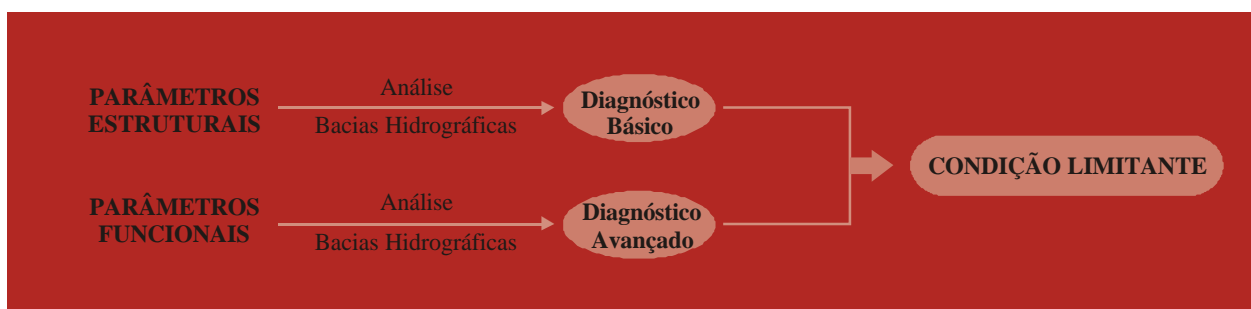 PARÂMETROS
ESTRUTURAIS
Análise
Bacias Hidrográficas
Diagnóstico
Básico
PARÂMETROS
FUNCIONAIS
Análise
Bacias Hidrográficas
Diagnóstico
Avançado
CONDIÇÃO LIMITANTE